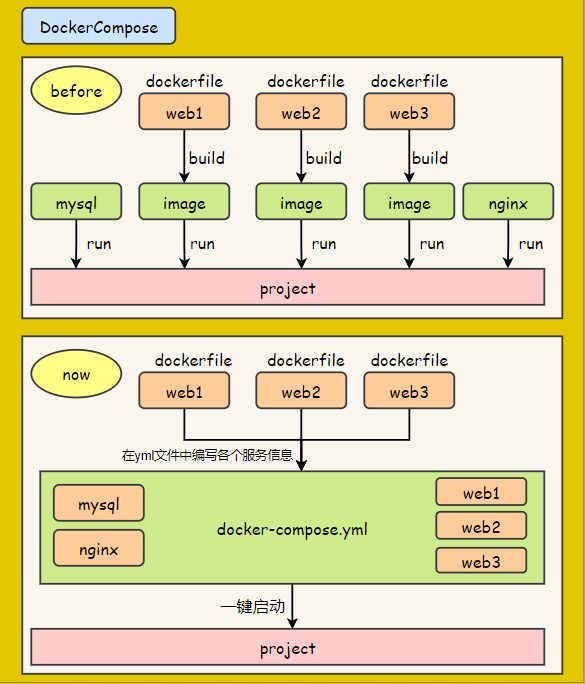 DockerCompose
before
dockerfile dockerfile dockerfile
web1 web2 web3
build build build
mysql image image image nginx
run run run run run
project
now
dockerfile dockerfile dockerfile
web1 web2 web3
在yml文件中编写各个服务信息
mysql
nginx
docker-compose.yml
web1
web2
web3
一键启动
project